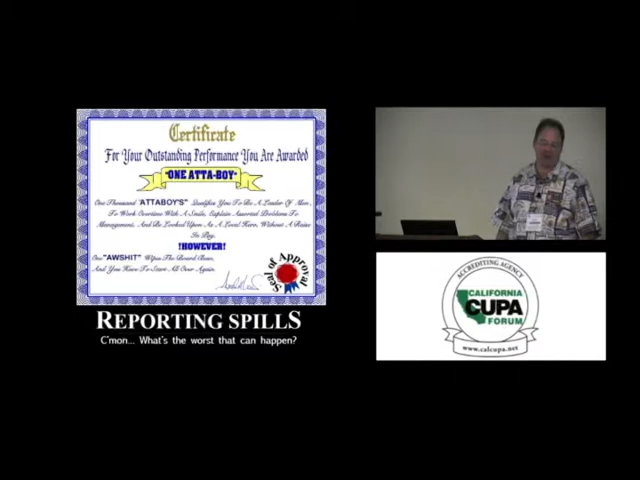 Certificate
For Your Outstanding Performance You Are Awarded
"ONE ATTA-BOY"
One Thousand "ATTABOY'S" Qualifies You To Be A Leader Of Men,
To Work Overtime With A Smile, Explain Assorted Problems To
Management, And Be Looked Upon As A Local Hero, Without A Raise
In Pay.
!HOWEVER!
One "AWSHIT" Wipes The Board Clean,
And You Have To Start All Over Again.
Seal of Approval
REPORTING SPILLS
C'mon... What's the worst that can happen?
ACCREDITING AGENCY
CALIFORNIA
CUPA
FORUM
www.calcupa.net